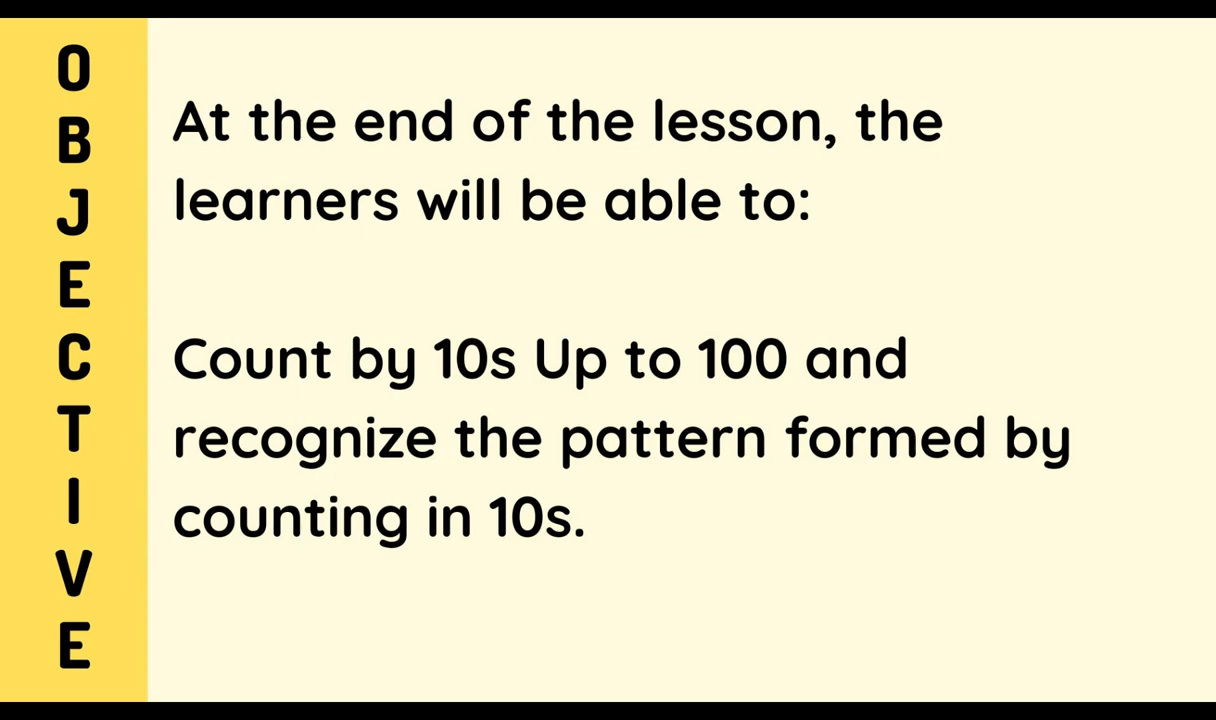 OBJECTIVE
At the end of the lesson, the
learners will be able to:
Count by 10s Up to 100 and
recognize the pattern formed by
counting in 10s.